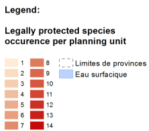 Legend:
Legally protected species
occurence per planning unit
1 8 Limites de provinces
2 9 Eau surfacique
3 10
4 11
5 12
6 13
7 14